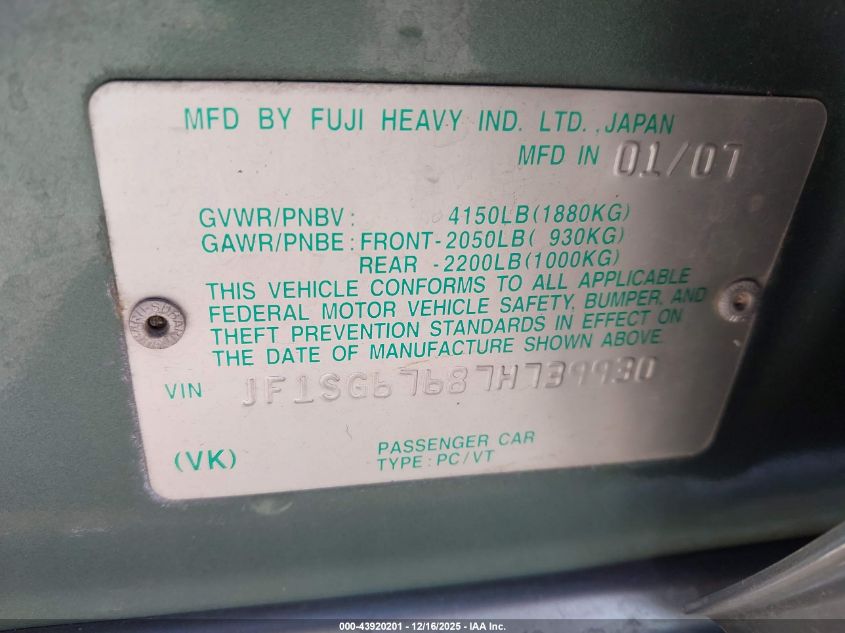 MFD BY FUJI HEAVY IND. LTD. ,JAPAN
MFD IN 01/07
GVWR/PNBV: 4150LB(1880KG)
GAWR/PNBE:FRONT-2050LB( 930KG)
REAR -2200LB(1000KG)
THIS VEHICLE CONFORMS TO ALL APPLICABLE
FEDERAL MOTOR VEHICLE SAFETY, BUMPER, AND
THEFT PREVENTION STANDARDS IN EFFECT ON
THE DATE OF MANUFACTURE SHOWN ABOVE.
VIN JF1SG67687H739930
(VK)
PASSENGER CAR
TYPE:PC/VT
000-43920201 - 12/16/2025 - IAA Inc.